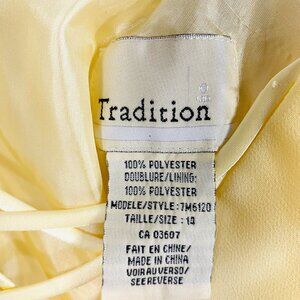 Tradition
100% POLYESTER
DOUBLURE/LINING:
100% POLYESTER
MODELE/STYLE: 7M6120
TAILLE/SIZE: 14
CA 03607
FAIT EN CHINE/
MADE IN CHINA
VOIR AU VERSO/
SEE REVERSE